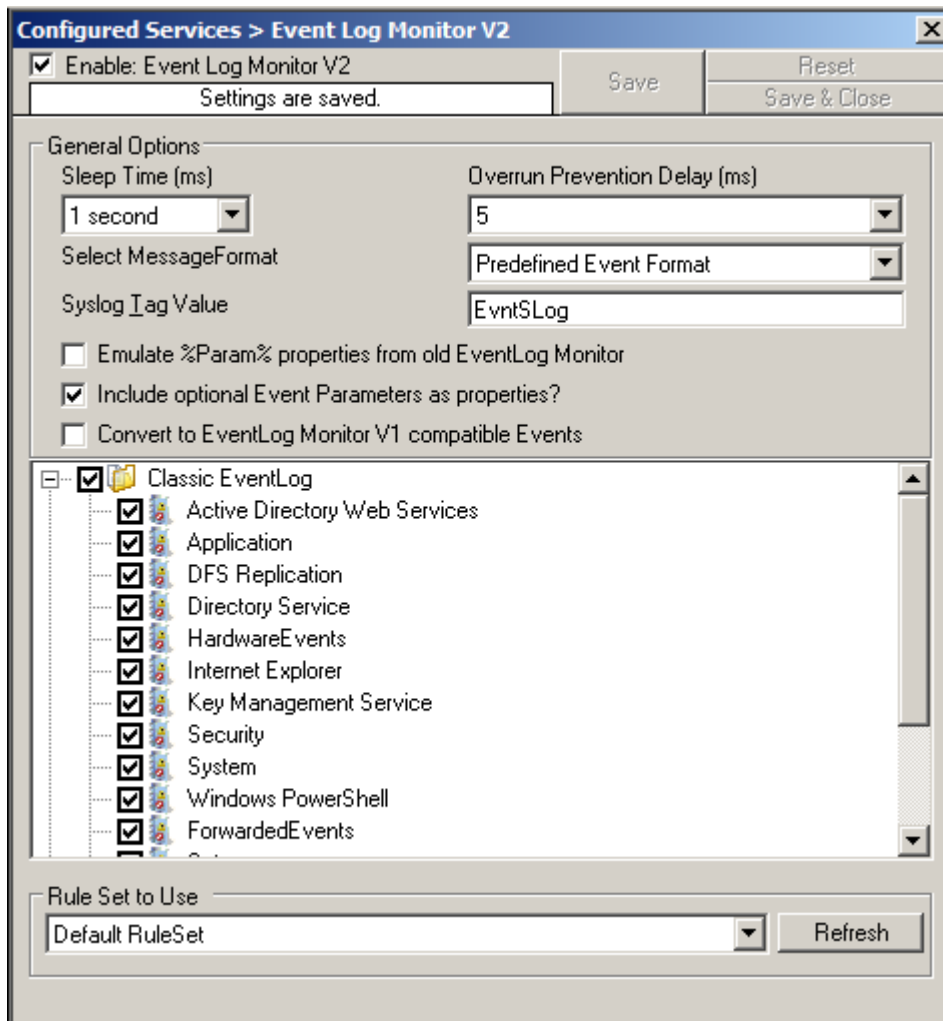 Configured Services > Event Log Monitor V2
Enable: Event Log Monitor V2
Settings are saved.
Save
Reset
Save & Close
General Options
Sleep Time (ms)
Overrun Prevention Delay (ms)
1 second
5
Select MessageFormat
Predefined Event Format
Syslog Tag Value
EvntSLog
Emulate %Param% properties from old EventLog Monitor
Include optional Event Parameters as properties?
Convert to EventLog Monitor V1 compatible Events
Classic EventLog
Active Directory Web Services
Application
DFS Replication
Directory Service
HardwareEvents
Internet Explorer
Key Management Service
Security
System
Windows PowerShell
ForwardedEvents
Rule Set to Use
Default RuleSet
Refresh